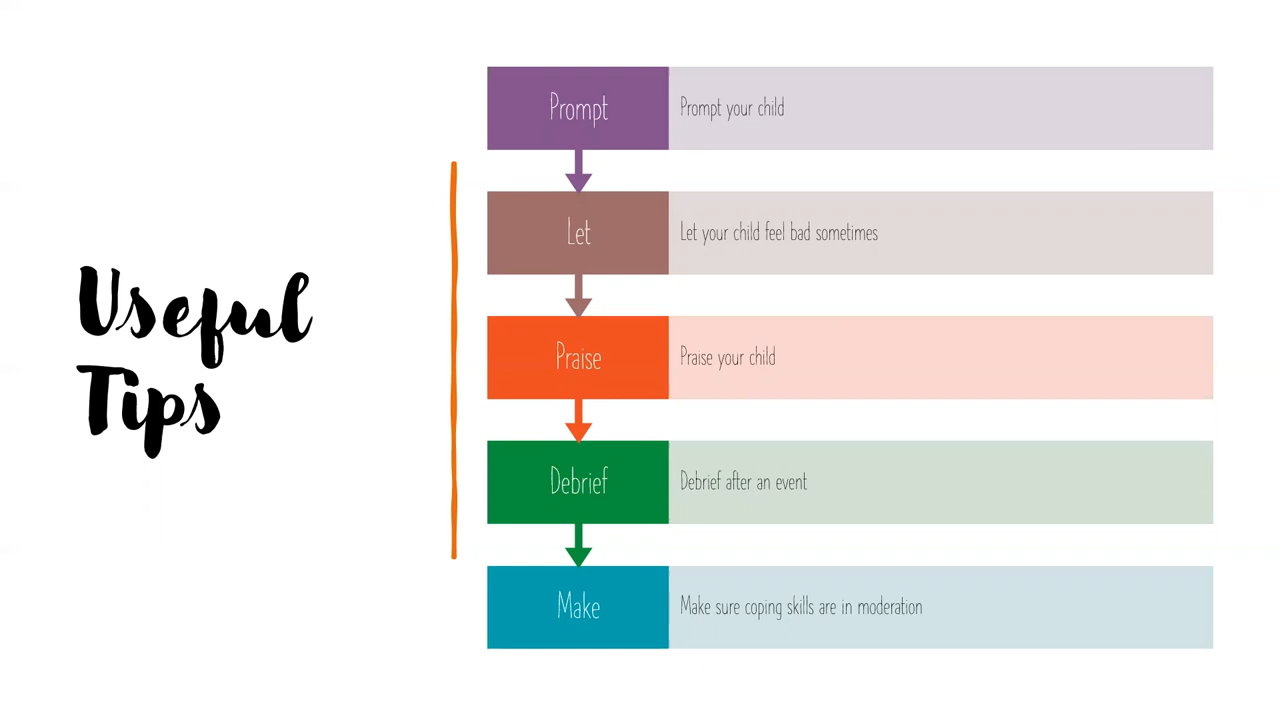 Useful
Tips
Prompt
Prompt your child
Let
Let your child feel bad sometimes
Praise
Praise your child
Debrief
Debrief after an event
Make
Make sure coping skills are in moderation